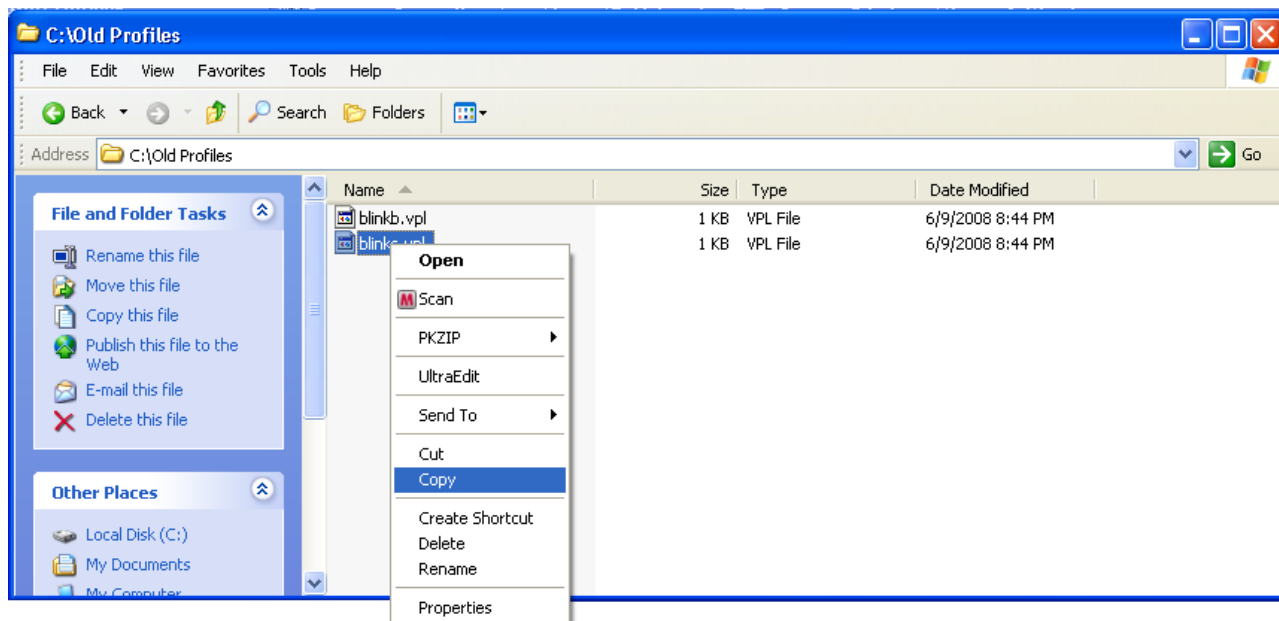 C:\Old Profiles
File Edit View Favorites Tools Help
Back Search Folders
Address C:\Old Profiles Go
Name Size Type Date Modified
File and Folder Tasks
Rename this file
Move this file
Copy this file
Publish this file to the
Web
E-mail this file
Delete this file
Other Places
Local Disk (C:)
My Documents
My Computer
blinkb.vpl 1 KB VPL File 6/9/2008 8:44 PM
1 KB VPL File 6/9/2008 8:44 PM
Open
M Scan
PKZIP
UltraEdit
Send To
Cut
Copy
Create Shortcut
Delete
Rename
Properties